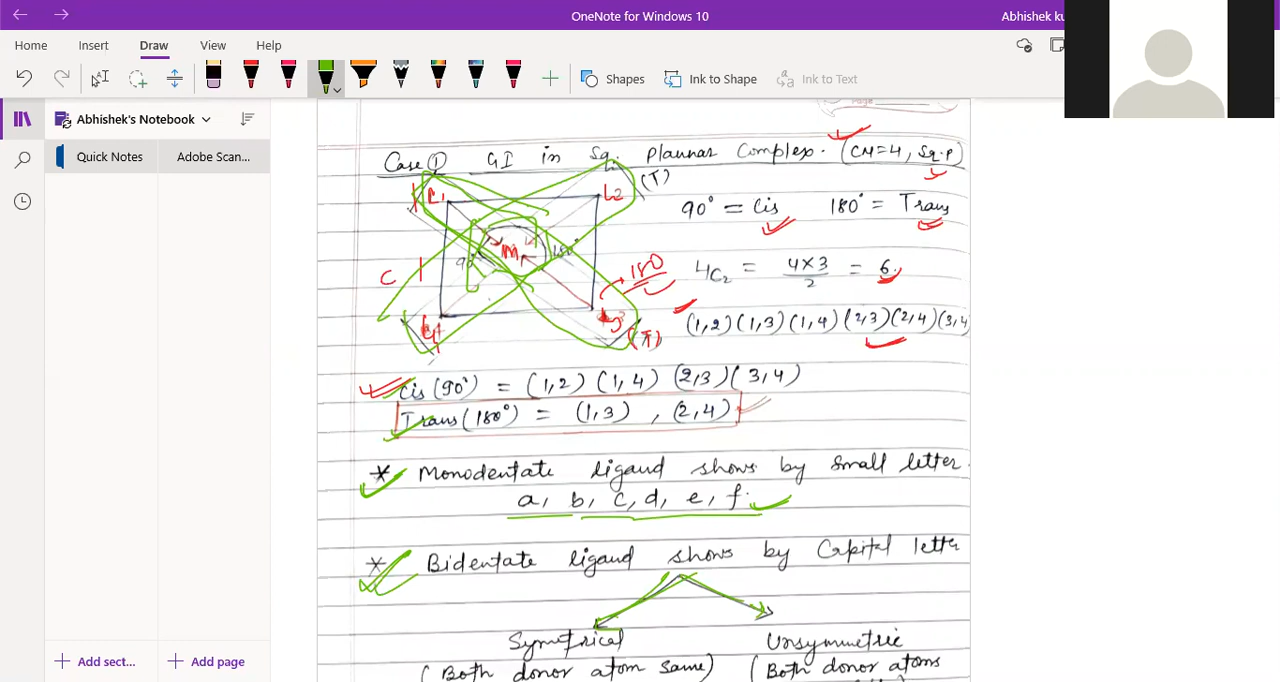 OneNote for Windows 10
Abhishek ku
Home Insert Draw View Help
Shapes Ink to Shape Ink to Text
Abhishek's Notebook
Quick Notes Adobe Scan...
Page
Case I GI in Sq. Plannar Complex. (CN=4, Sq.P)
L1 L2 (T)
90° = Cis 180° = Trans
M 90° 180°
C 180
4C2 = 4×3/2 = 6
L4 L3 (T)
(1,2) (1,3) (1,4) (2,3) (2,4) (3,4
Cis (90°) = (1,2) (1,4) (2,3) (3,4)
Trans (180°) = (1,3) , (2,4)
* Monodentate ligand shows by small letter.
a, b, c, d, e, f.
* Bidentate ligand shows by Capital letter
Symetrical Unsymmetric
(Both donor atom same) (Both donor atoms
+ Add sect... + Add page